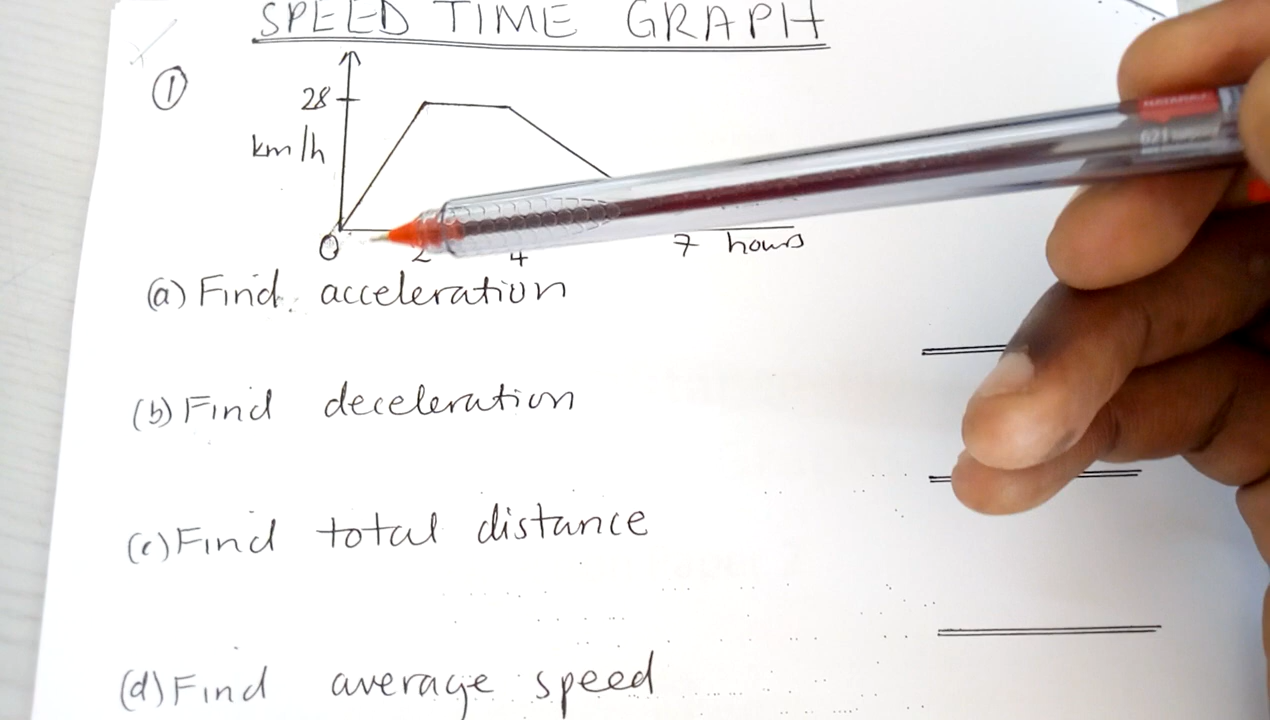 SPEED TIME GRAPH
①
28
km/h
O 2 4 7 hours
(a) Find acceleration
(b) Find deceleration
(c) Find total distance
(d) Find average speed
021